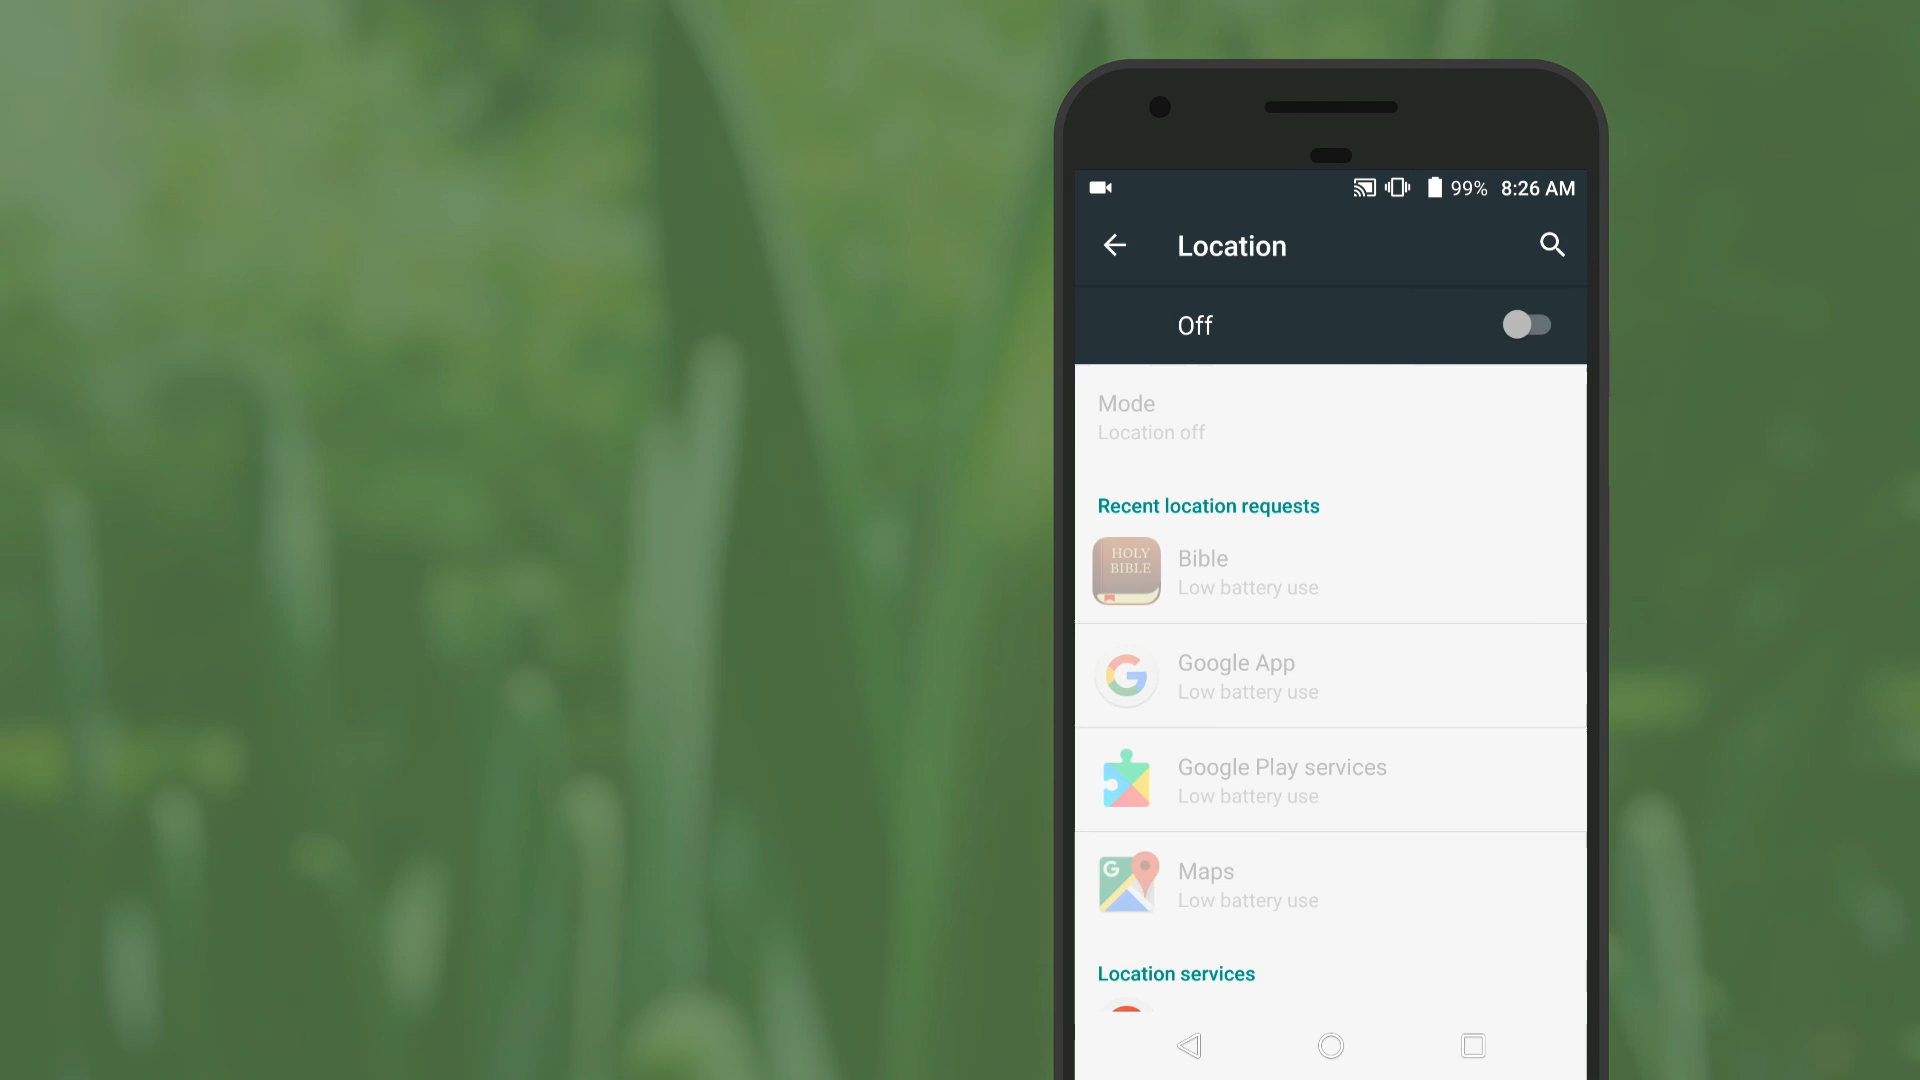 99% 8:26 AM
Location
Off
Mode
Location off
Recent location requests
HOLY
BIBLE
Bible
Low battery use
G
Google App
Low battery use
Google Play services
Low battery use
G
Maps
Low battery use
Location services